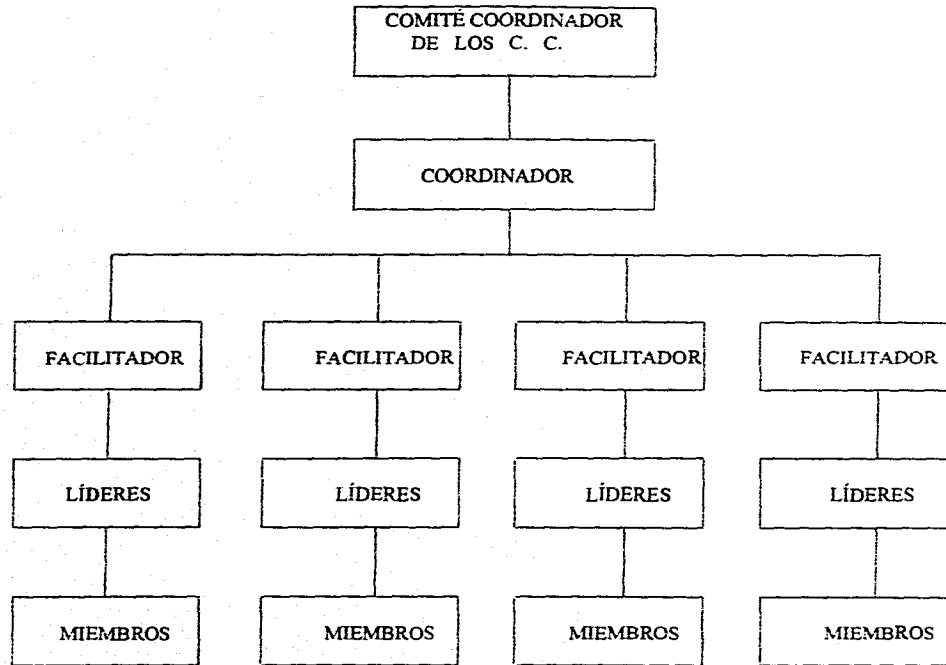 COMITÉ COORDINADOR
DE LOS C. C.
COORDINADOR
FACILITADOR FACILITADOR FACILITADOR FACILITADOR
LÍDERES LÍDERES LÍDERES LÍDERES
MIEMBROS MIEMBROS MIEMBROS MIEMBROS